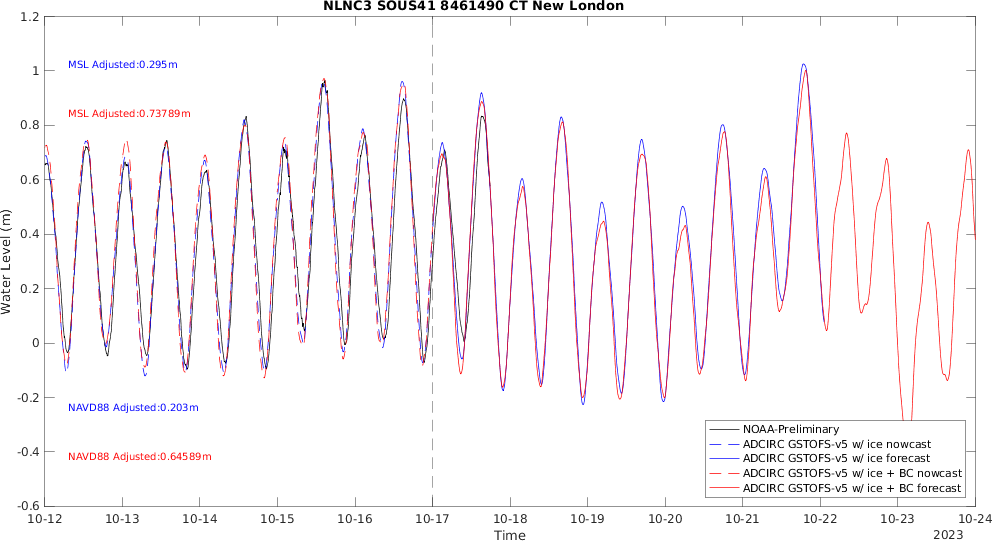 NLNC3 SOUS41 8461490 CT New London
1.2
1
0.8
0.6
0.4
0.2
0
-0.2
-0.4
-0.6
Water Level (m)
MSL Adjusted:0.295m
MSL Adjusted:0.73789m
NAVD88 Adjusted:0.203m
NAVD88 Adjusted:0.64589m
NOAA-Preliminary
ADCIRC GSTOFS-v5 w/ ice nowcast
ADCIRC GSTOFS-v5 w/ ice forecast
ADCIRC GSTOFS-v5 w/ice + BC nowcast
ADCIRC GSTOFS-v5 w/ice + BC forecast
10-12 10-13 10-14 10-15 10-16 10-17 10-18 10-19 10-20 10-21 10-22 10-23 10-24
Time
2023